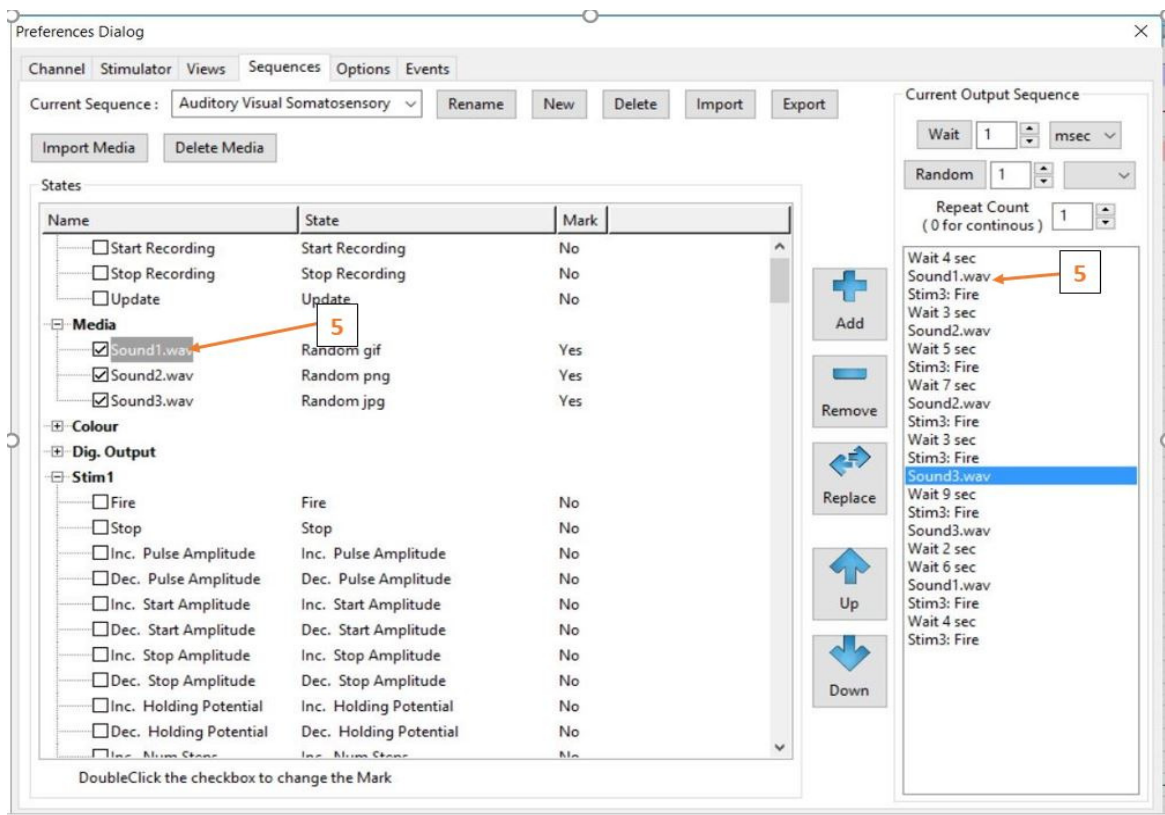 Preferences Dialog
Channel Stimulator Views Sequences Options Events
Current Sequence : Auditory Visual Somatosensory Rename New Delete Import Export
Import Media Delete Media
States
Name State Mark
Start Recording Start Recording No
Stop Recording Stop Recording No
Update Update No
Media
5
Sound1.wav Random gif Yes
Sound2.wav Random png Yes
Sound3.wav Random jpg Yes
Colour
Dig. Output
Stim1
Fire Fire No
Stop Stop No
Inc. Pulse Amplitude Inc. Pulse Amplitude No
Dec. Pulse Amplitude Dec. Pulse Amplitude No
Inc. Start Amplitude Inc. Start Amplitude No
Dec. Start Amplitude Dec. Start Amplitude No
Inc. Stop Amplitude Inc. Stop Amplitude No
Dec. Stop Amplitude Dec. Stop Amplitude No
Inc. Holding Potential Inc. Holding Potential No
Dec. Holding Potential Dec. Holding Potential No
Inc. Num Steps Inc. Num Steps No
DoubleClick the checkbox to change the Mark
Add
Remove
Replace
Up
Down
Current Output Sequence
Wait 1 msec
Random 1
Repeat Count
( 0 for continous ) 1
Wait 4 sec
Sound1.wav 5
Stim3: Fire
Wait 3 sec
Sound2.wav
Wait 5 sec
Stim3: Fire
Wait 7 sec
Sound2.wav
Stim3: Fire
Wait 3 sec
Stim3: Fire
Sound3.wav
Wait 9 sec
Stim3: Fire
Sound3.wav
Wait 2 sec
Wait 6 sec
Sound1.wav
Stim3: Fire
Wait 4 sec
Stim3: Fire